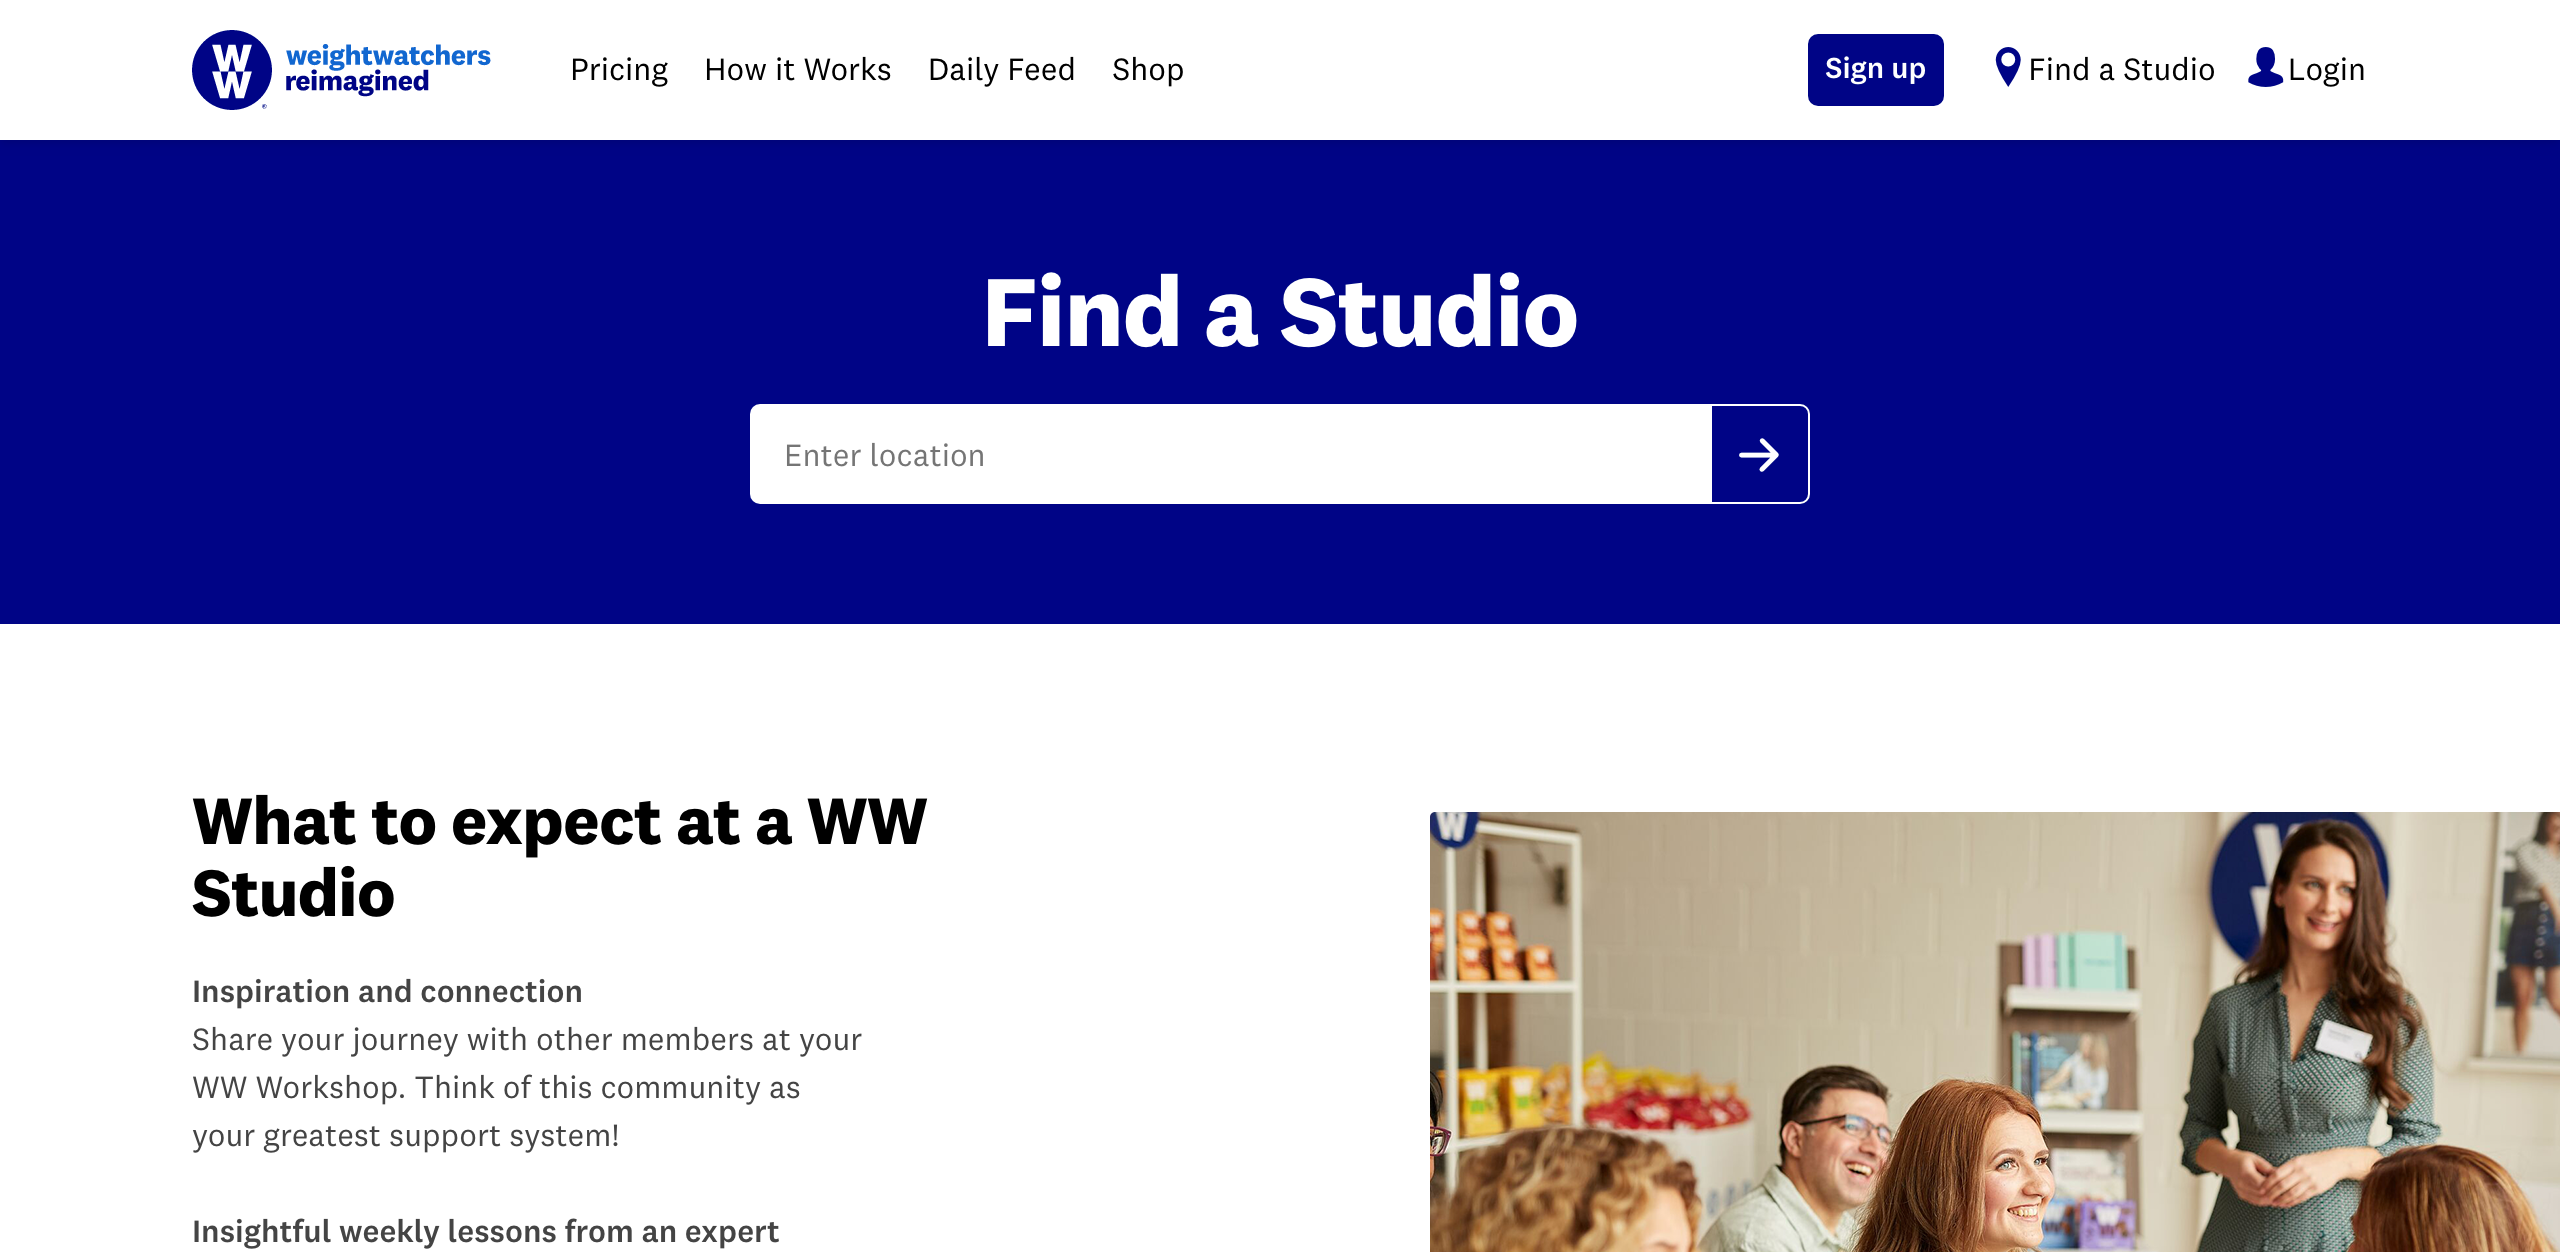 W
W
weightwatchers
reimagined
Pricing How it Works Daily Feed Shop
Sign up Find a Studio Login
Find a Studio
Enter location
What to expect at a WW
Studio
Inspiration and connection
Share your journey with other members at your
WW Workshop. Think of this community as
your greatest support system!
Insightful weekly lessons from an expert
W